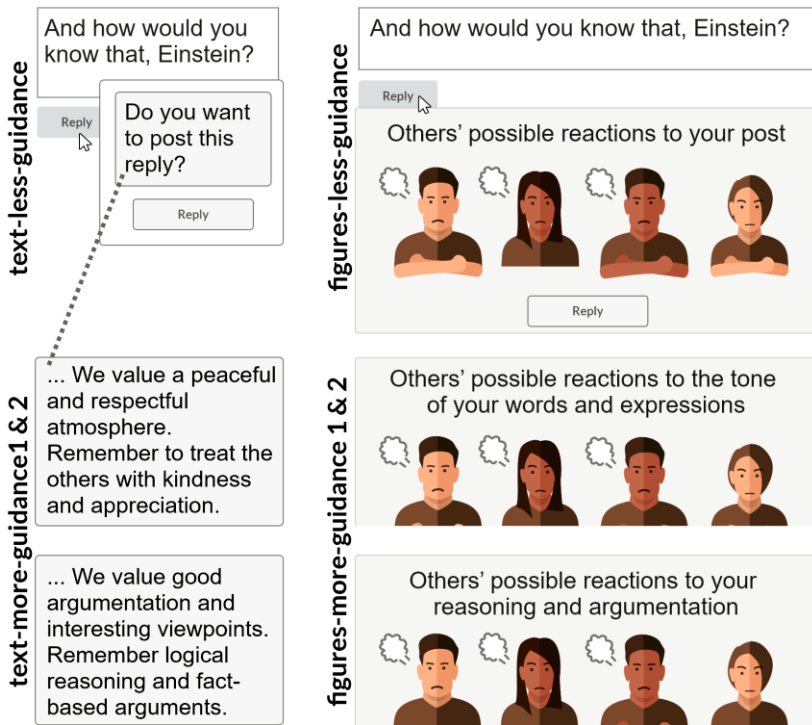 text-less-guidance
And how would you
know that, Einstein?
Reply
Do you want
to post this
reply?
Reply
figures-less-guidance
And how would you know that, Einstein?
Reply
Others' possible reactions to your post
Reply
text-more-guidance1 & 2
... We value a peaceful
and respectful
atmosphere.
Remember to treat the
others with kindness
and appreciation.
... We value good
argumentation and
interesting viewpoints.
Remember logical
reasoning and fact-
based arguments.
figures-more-guidance 1 & 2
Others' possible reactions to the tone
of your words and expressions
Others' possible reactions to your
reasoning and argumentation